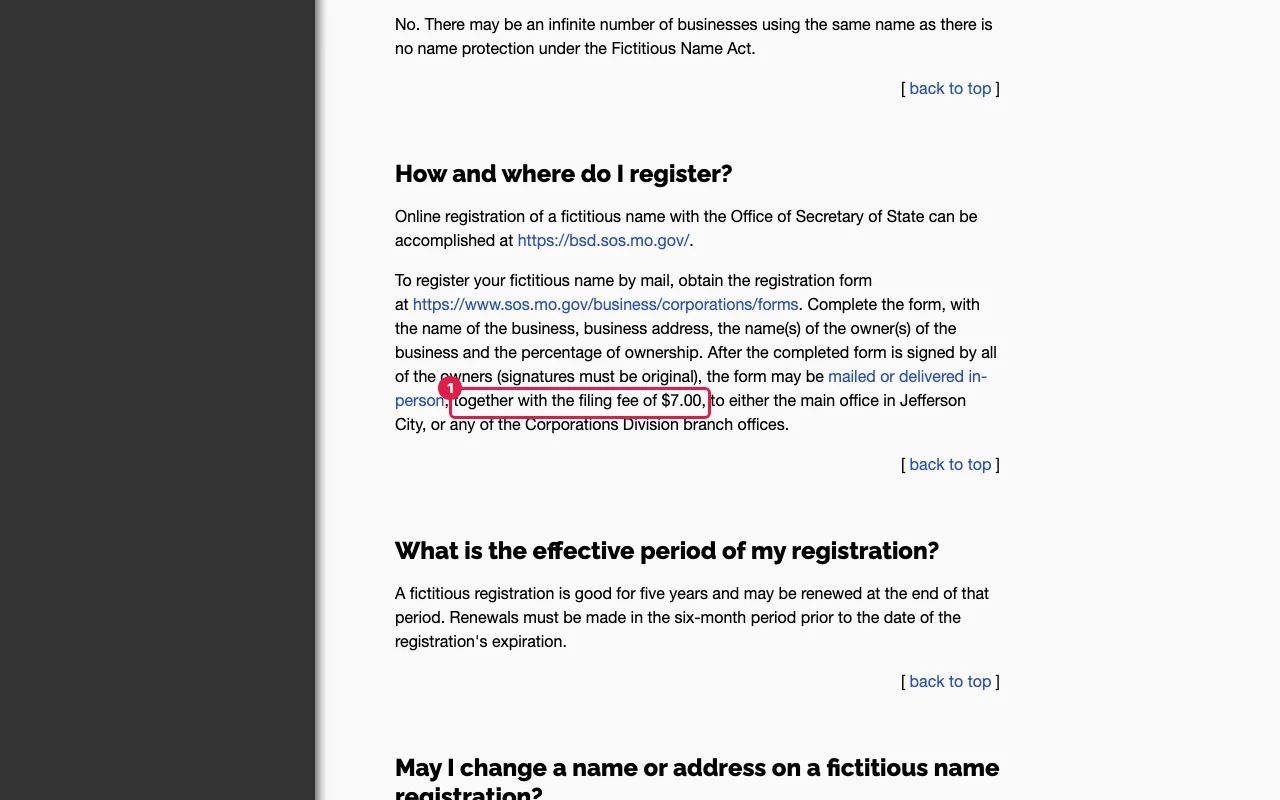 No. There may be an infinite number of businesses using the same name as there is
no name protection under the Fictitious Name Act.
[ back to top ]
How and where do I register?
Online registration of a fictitious name with the Office of Secretary of State can be
accomplished at https://bsd.sos.mo.gov/.
To register your fictitious name by mail, obtain the registration form
at https://www.sos.mo.gov/business/corporations/forms. Complete the form, with
the name of the business, business address, the name(s) of the owner(s) of the
business and the percentage of ownership. After the completed form is signed by all
of the owners (signatures must be original), the form may be mailed or delivered in-
1
person, together with the filing fee of $7.00, to either the main office in Jefferson
City, or any of the Corporations Division branch offices.
[ back to top ]
What is the effective period of my registration?
A fictitious registration is good for five years and may be renewed at the end of that
period. Renewals must be made in the six-month period prior to the date of the
registration's expiration.
[ back to top ]
May I change a name or address on a fictitious name
registration?